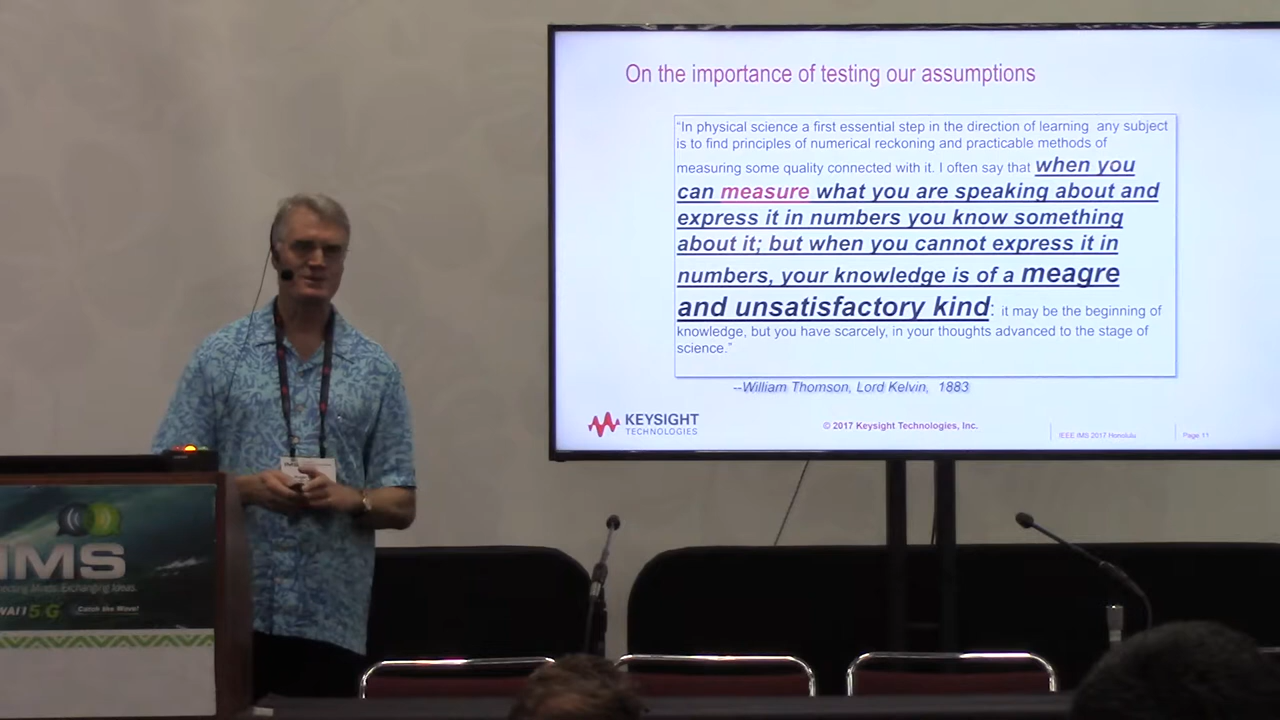 On the importance of testing our assumptions
“In physical science a first essential step in the direction of learning any subject
is to find principles of numerical reckoning and practicable methods of
measuring some quality connected with it. I often say that when you
can measure what you are speaking about and
express it in numbers you know something
about it; but when you cannot express it in
numbers, your knowledge is of a meagre
and unsatisfactory kind: it may be the beginning of
knowledge, but you have scarcely, in your thoughts advanced to the stage of
science.”
--William Thomson, Lord Kelvin, 1883
KEYSIGHT
TECHNOLOGIES
© 2017 Keysight Technologies, Inc.
IEEE IMS 2017 Honolulu
Page 11
IMS
Exchanging Ideas.
5G
Catch the Wave!